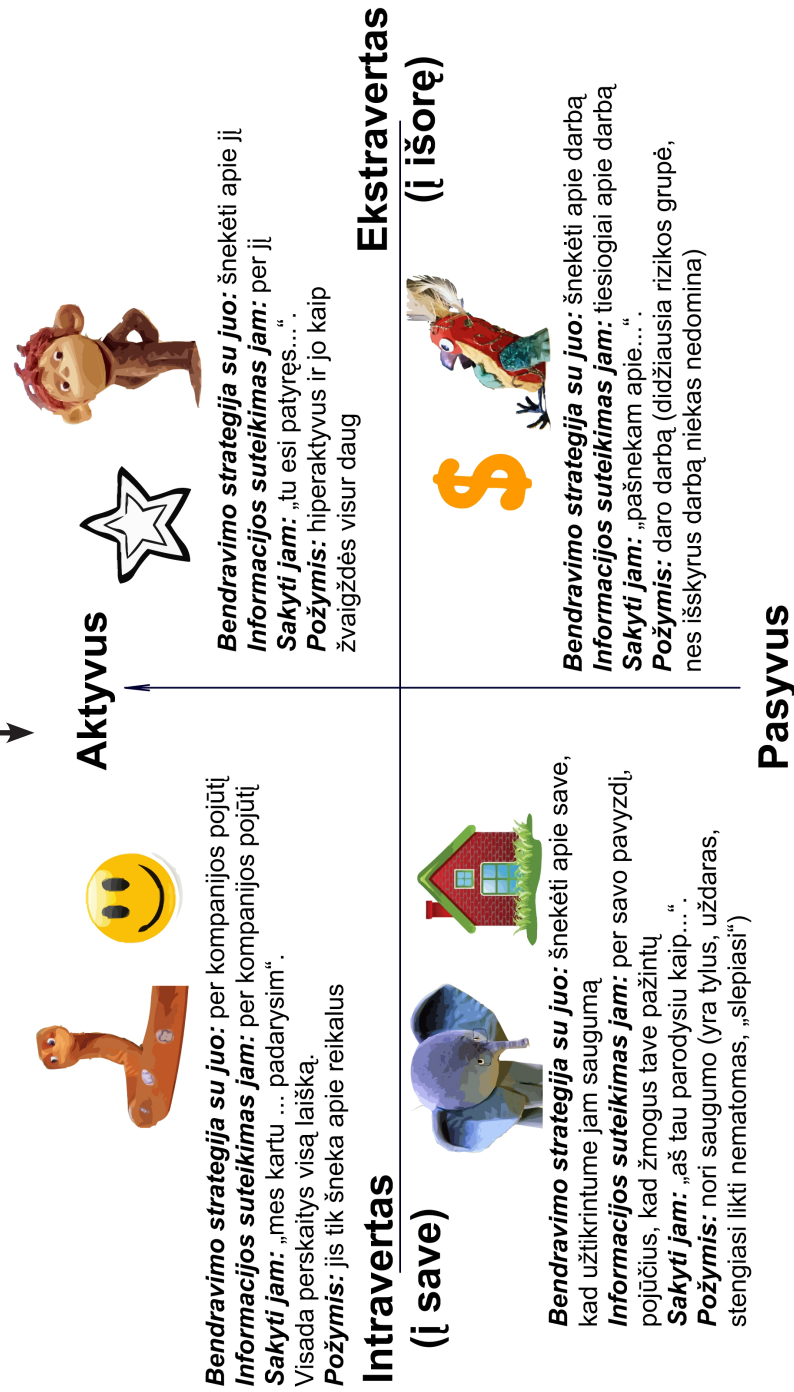 Aktyvus
Bendravimo strategija su juo: per kompanijos pojūtį
Informacijos suteikimas jam: per kompanijos pojūtį
Sakyti jam: „mes kartu ... padarysim“.
Visada perskaitys visą laišką.
Požymis: jis tik šneka apie reikalus
Bendravimo strategija su juo: šnekėti apie jį
Informacijos suteikimas jam: per jį
Sakyti jam: „tu esi patyręs... “ .
Požymis: hiperaktyvus ir jo kaip
žvaigždės visur daug
Intravertas
(į save)
Ekstravertas
(į išorę)
Bendravimo strategija su juo: šnekėti apie save,
kad užtikrintume jam saugumą
Informacijos suteikimas jam: per savo pavyzdį,
pojūčius, kad žmogus tave pažintų
Sakyti jam: „aš tau parodysiu kaip... “ .
Požymis: nori saugumo (yra tylus, uždaras,
stengiasi likti nematomas, „slepiasi“)
$
Bendravimo strategija su juo: šnekėti apie darbą
Informacijos suteikimas jam: tiesiogiai apie darbą
Sakyti jam: „pašnekam apie... “ .
Požymis: daro darbą (didžiausia rizikos grupė,
nes išskyrus darbą niekas nedomina)
Pasyvus